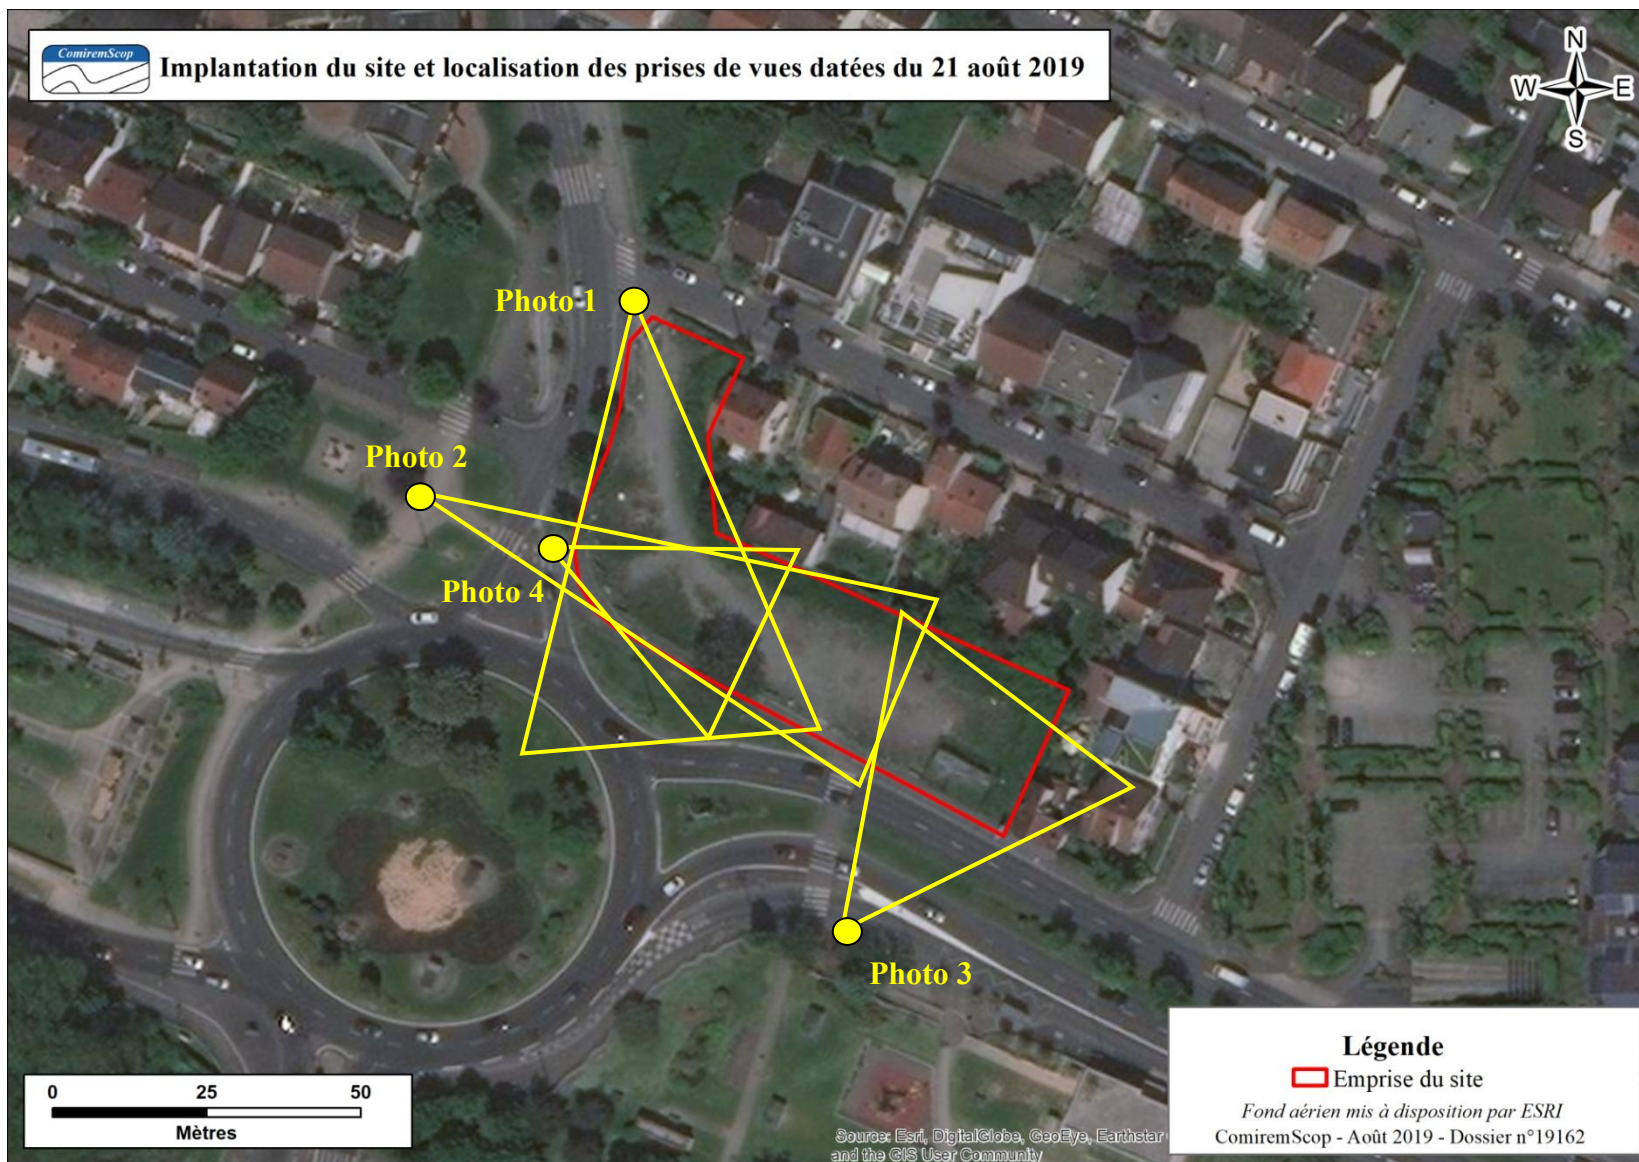 ComiremScop
Implantation du site et localisation des prises de vues datées du 21 août 2019
N
W E
S
Photo 1
Photo 2
Photo 4
Photo 3
0 25 50
Mètres
Légende
Emprise du site
Fond aérien mis à disposition par ESRI
ComiremScop - Août 2019 - Dossier n°19162
Source: Esri, DigitalGlobe, GeoEye, Earthstar
and the GIS User Community